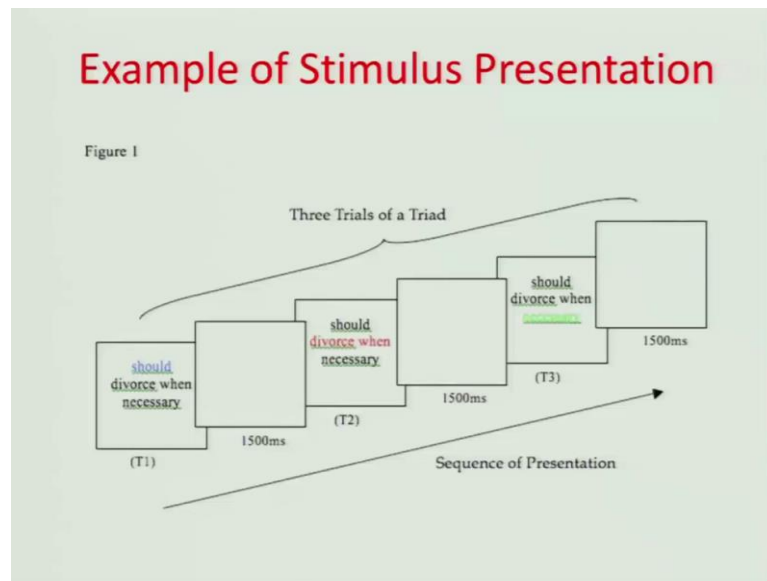 Example of Stimulus Presentation
Figure 1
Three Trials of a Triad
should
divorce when
necessary
(T1)
1500ms
should
divorce when
necessary
(T2)
1500ms
should
divorce when
necessary
(T3)
1500ms
Sequence of Presentation